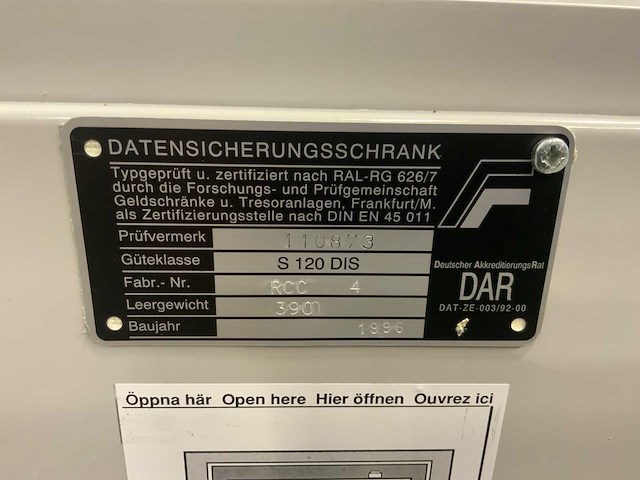 DATENSICHERUNGSSCHRANK
Typgeprüft u. zertifiziert nach RAL-RG 626/7
durch die Forschungs- und Prüfgemeinschaft
Geldschränke u. Tresoranlagen, Frankfurt/M.
als Zertifizierungsstelle nach DIN EN 45 011
Prüfvermerk
Güteklasse S 120 DIS
Fabr.- Nr. RCC 4
Leergewicht 390
Baujahr 1996
Deutscher AkkreditierungsRat
DAR
DAT-ZE-003/92-00
Öppna här Open here Hier öffnen Ouvrez ici